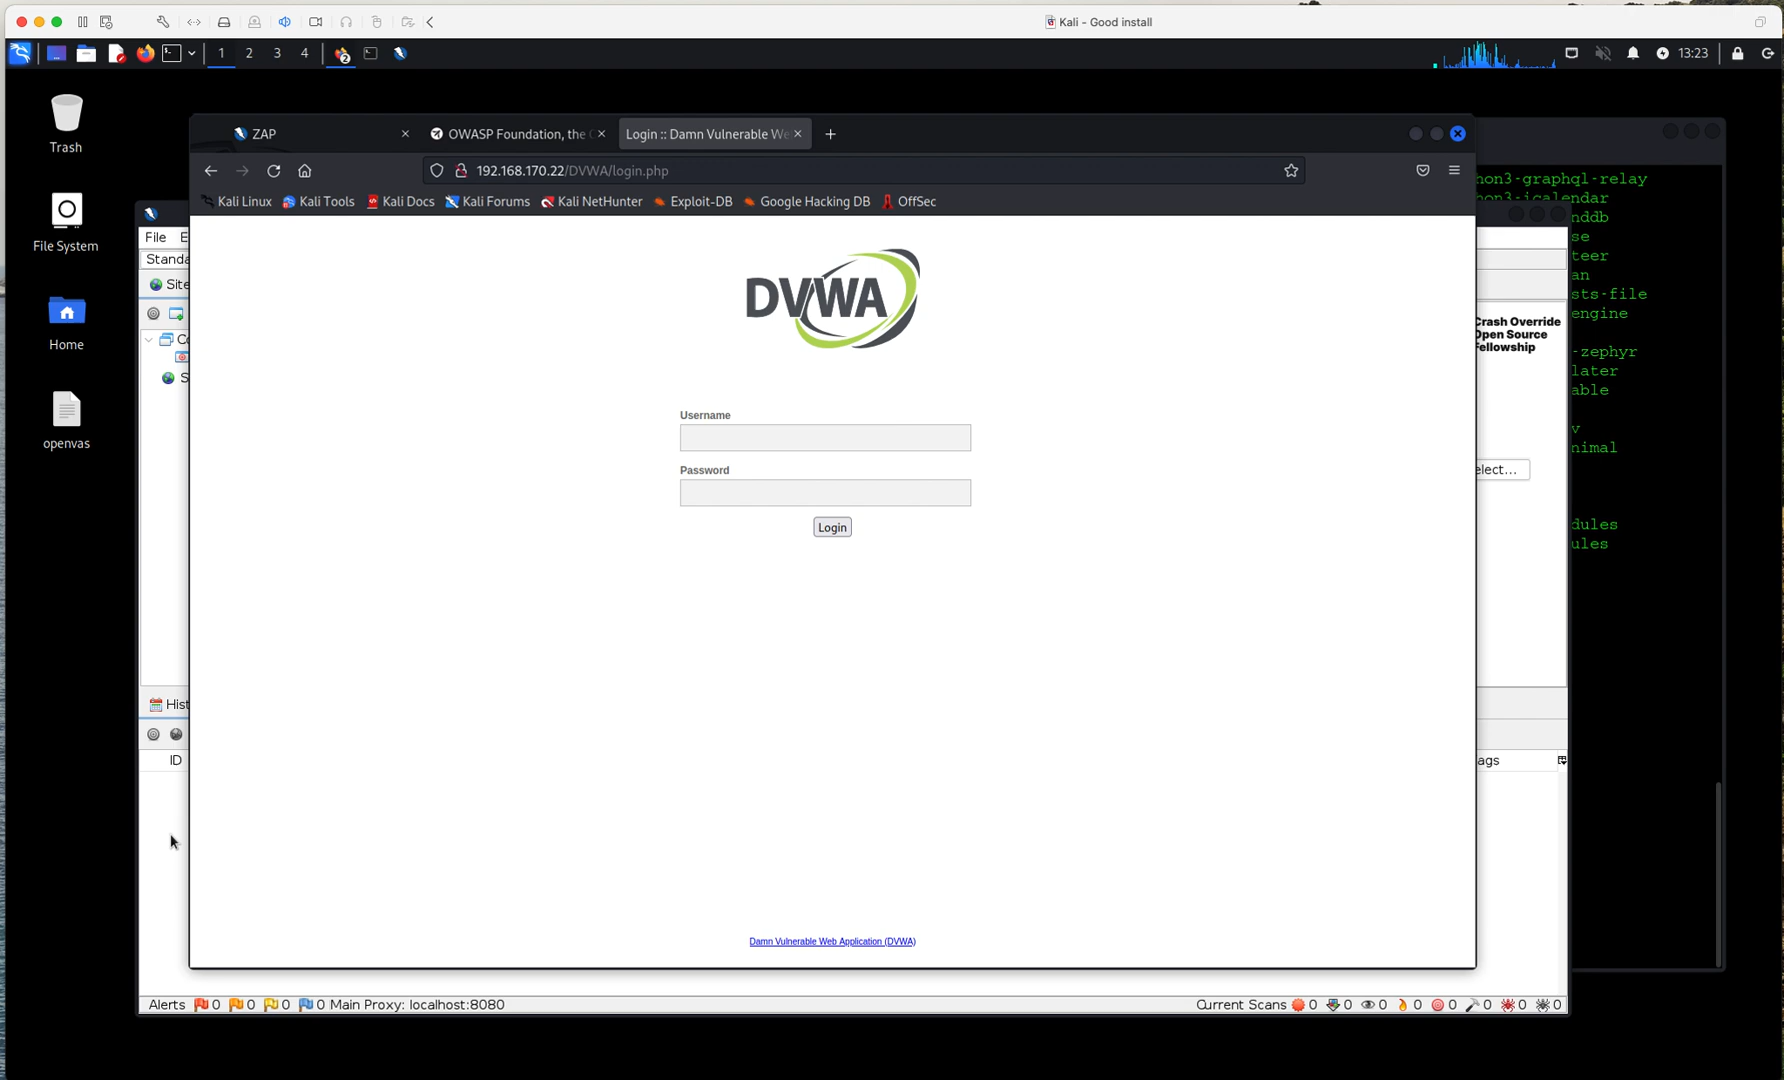 Kali - Good install
1 2 3 4
13:23
Trash
File System
Home
openvas
ZAP
OWASP Foundation, the
Login :: Damn Vulnerable We
192.168.170.22/DVWA/login.php
Kali Linux
Kali Tools
Kali Docs
Kali Forums
Kali NetHunter
Exploit-DB
Google Hacking DB
OffSec
DVWA
Username
Password
Login
Damn Vulnerable Web Application (DVWA)
File E
Standa
Site
Co
S
Hist
ID
Crash Override
Open Source
Fellowship
elect...
ags
hon3-graphql-relay
hon3-icalendar
nddb
se
teer
an
sts-file
engine
-zephyr
later
able
v
nimal
dules
ules
Alerts 0 0 0 0 Main Proxy: localhost:8080
Current Scans 0 0 0 0 0 0 0 0